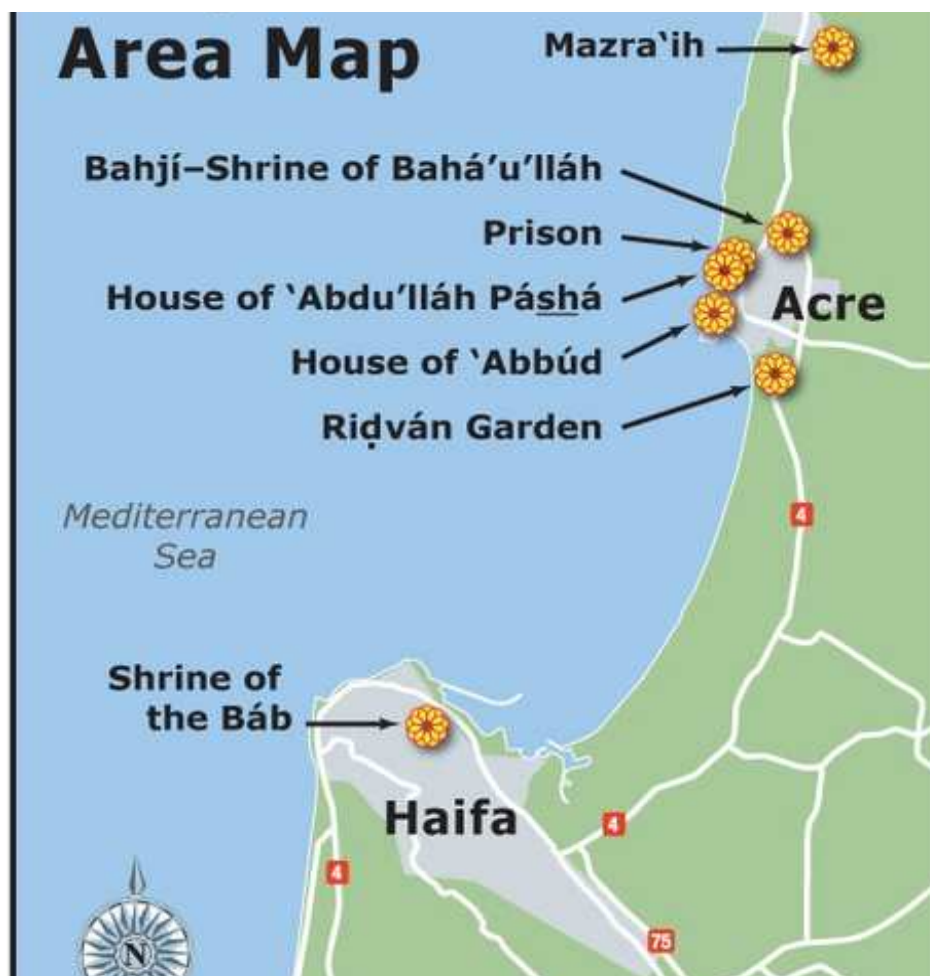 Area Map
Mazra‘ih
Bahjí–Shrine of Bahá’u’lláh
Prison
House of ‘Abdu’lláh Páshá
Acre
House of ‘Abbúd
Riḍván Garden
Mediterranean
Sea
4
Shrine of
the Báb
Haifa
4
4
75
N